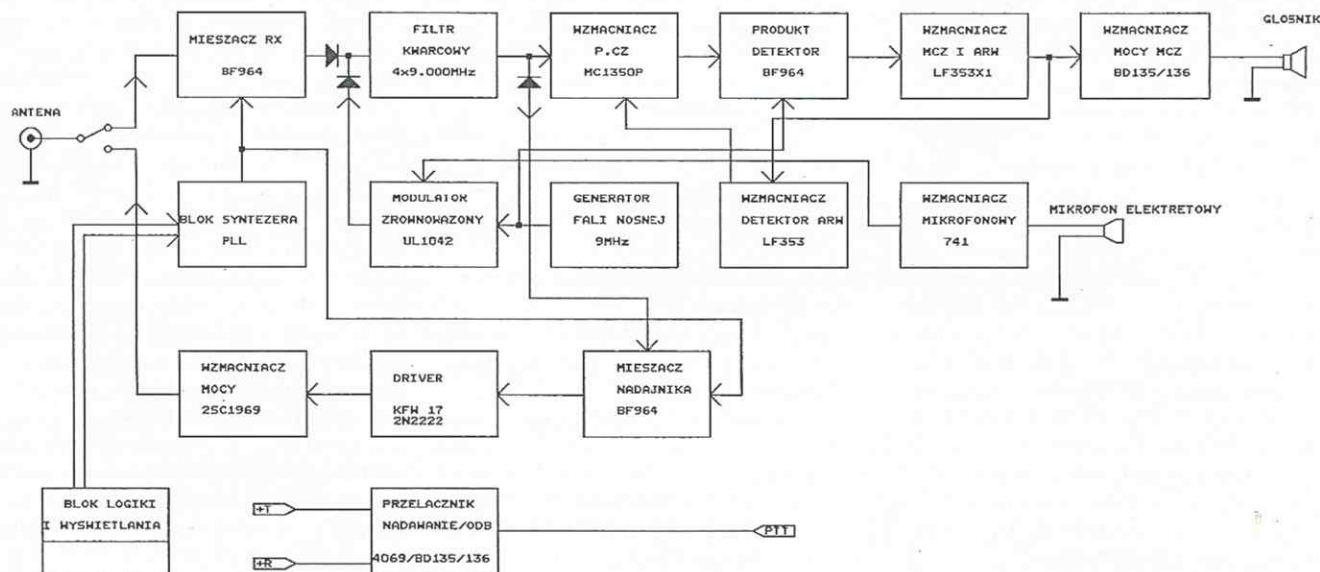 MIESZACZ RX
BF964
FILTR
KWARCOWY
4x9.000MHz
WZMACNIACZ
P.CZ
MC1350P
PRODUKT
DETEKTOR
BF964
WZMACNIACZ
MCZ I ARW
LF353X1
WZMACNIACZ
MOCY MCZ
BD135/136
GLOSNIK
ANTENA
BLOK SYNTEZERA
PLL
MODULATOR
ZROWNOWAZONY
UL1042
GENERATOR
FALI NOSNEJ
9MHz
WZMACNIACZ
DETEKTOR ARW
LF353
WZMACNIACZ
MIKROFONOWY
741
MIKROFON ELEKTRETOWY
WZMACNIACZ
MOCY
2SC1969
DRIVER
KFW 17
2N2222
MIESZACZ
NADAJNIKA
BF964
BLOK LOGIKI
I WYSWIETLANIA
+T
+R
PRZELACZNIK
NADAWANIE/ODB
4069/BD135/136
PTT